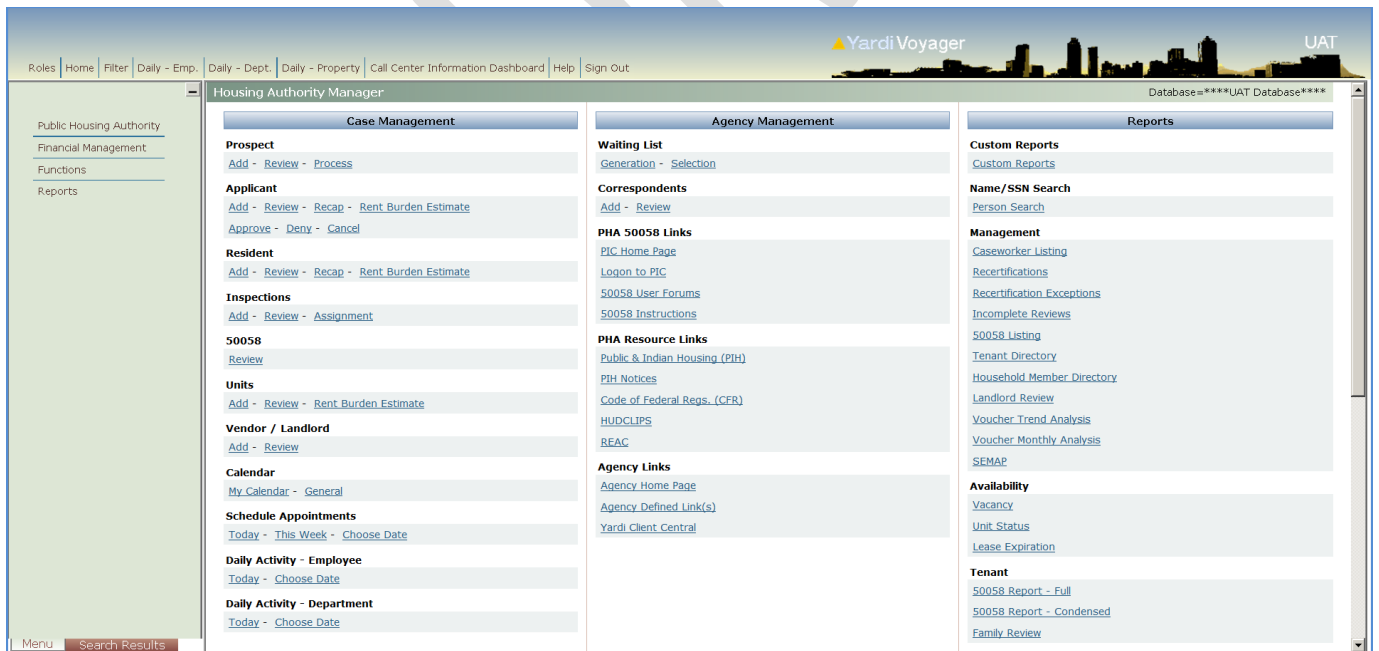 Yardi Voyager
UAT
Roles Home Filter Daily - Emp. Daily - Dept. Daily - Property Call Center Information Dashboard Help Sign Out
Housing Authority Manager
Database=****UAT Database****
Public Housing Authority
Financial Management
Functions
Reports
Case Management
Prospect
Add - Review - Process
Applicant
Add - Review - Recap - Rent Burden Estimate
Approve - Deny - Cancel
Resident
Add - Review - Recap - Rent Burden Estimate
Inspections
Add - Review - Assignment
50058
Review
Units
Add - Review - Rent Burden Estimate
Vendor / Landlord
Add - Review
Calendar
My Calendar - General
Schedule Appointments
Today - This Week - Choose Date
Daily Activity - Employee
Today - Choose Date
Daily Activity - Department
Today - Choose Date
Agency Management
Waiting List
Generation - Selection
Correspondents
Add - Review
PHA 50058 Links
PIC Home Page
Logon to PIC
50058 User Forums
50058 Instructions
PHA Resource Links
Public & Indian Housing (PIH)
PIH Notices
Code of Federal Regs. (CFR)
HUDCLIPS
REAC
Agency Links
Agency Home Page
Agency Defined Link(s)
Yardi Client Central
Reports
Custom Reports
Custom Reports
Name/SSN Search
Person Search
Management
Caseworker Listing
Recertifications
Recertification Exceptions
Incomplete Reviews
50058 Listing
Tenant Directory
Household Member Directory
Landlord Review
Voucher Trend Analysis
Voucher Monthly Analysis
SEMAP
Availability
Vacancy
Unit Status
Lease Expiration
Tenant
50058 Report - Full
50058 Report - Condensed
Family Review
Menu
Search Results